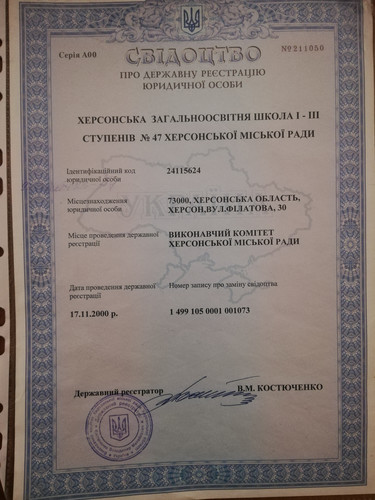 Серія А00
№211050
СВІДОЦТВО
ПРО ДЕРЖАВНУ РЕЄСТРАЦІЮ
ЮРИДИЧНОЇ ОСОБИ
ХЕРСОНСЬКА ЗАГАЛЬНООСВІТНЯ ШКОЛА І - ІІІ
СТУПЕНІВ № 47 ХЕРСОНСЬКОЇ МІСЬКОЇ РАДИ
Ідентифікаційний код
юридичної особи
24115624
Місцезнаходження
юридичної особи
73000, ХЕРСОНСЬКА ОБЛАСТЬ,
ХЕРСОН,ВУЛ.ФІЛАТОВА, 30
Місце проведення державної
реєстрації
ВИКОНАВЧИЙ КОМІТЕТ
ХЕРСОНСЬКОЇ МІСЬКОЇ РАДИ
Дата проведення державної
реєстрації
Номер запису про заміну свідоцтва
17.11.2000 р.
1 499 105 0001 001073
Державний реєстратор
В.М. КОСТЮЧЕНКО